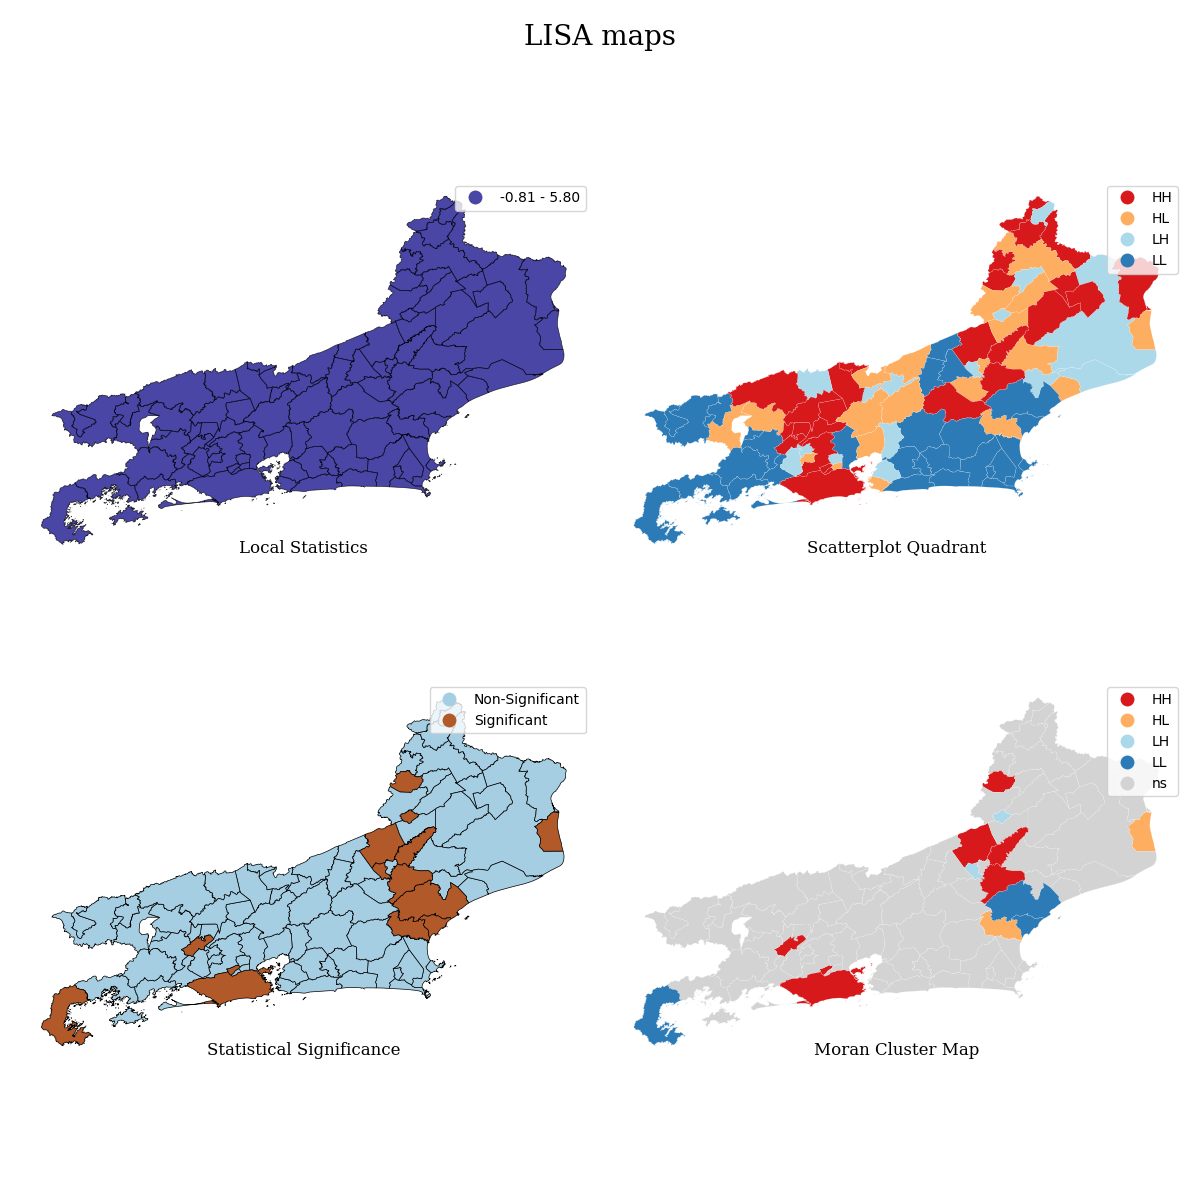 LISA maps
-0.81 - 5.80
HH
HL
LH
LL
Local Statistics
Scatterplot Quadrant
Non-Significant
Significant
HH
HL
LH
LL
ns
Statistical Significance
Moran Cluster Map